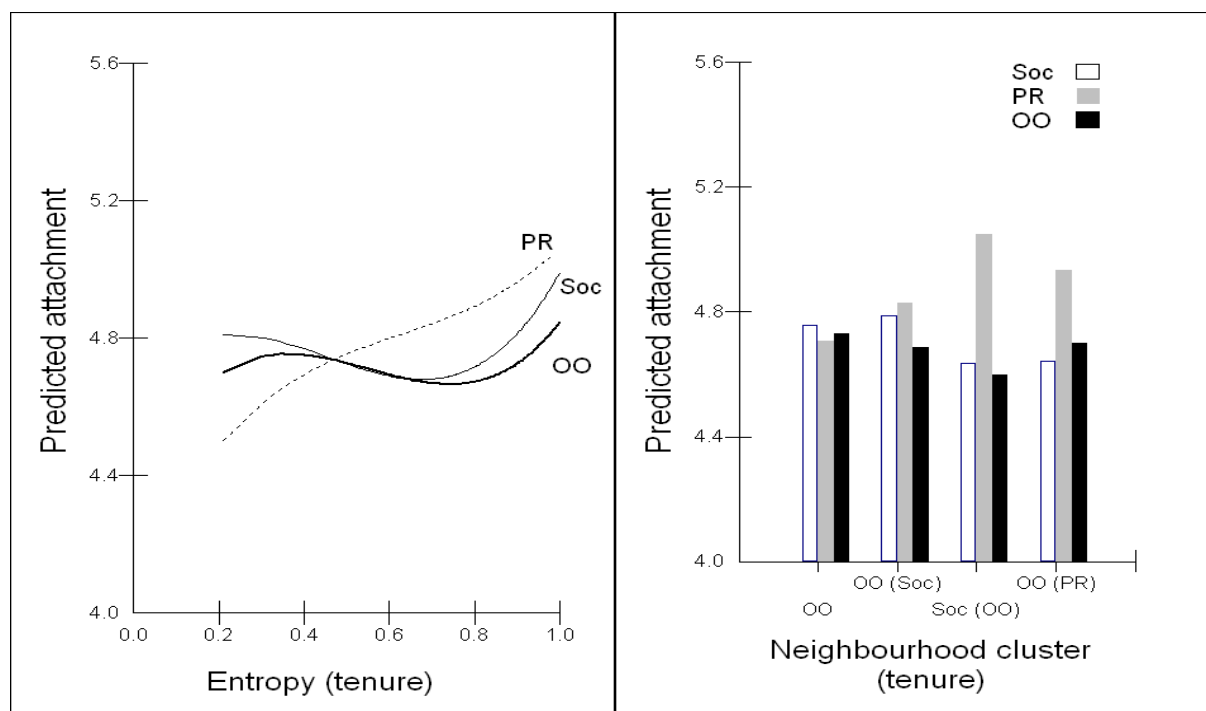 5.6
5.2
4.8
4.4
4.0
0.0 0.2 0.4 0.6 0.8 1.0
Predicted attachment
Entropy (tenure)
PR
Soc
OO
5.6
5.2
4.8
4.4
4.0
Predicted attachment
Soc
PR
OO
OO (Soc) OO (PR)
OO Soc (OO)
Neighbourhood cluster
(tenure)